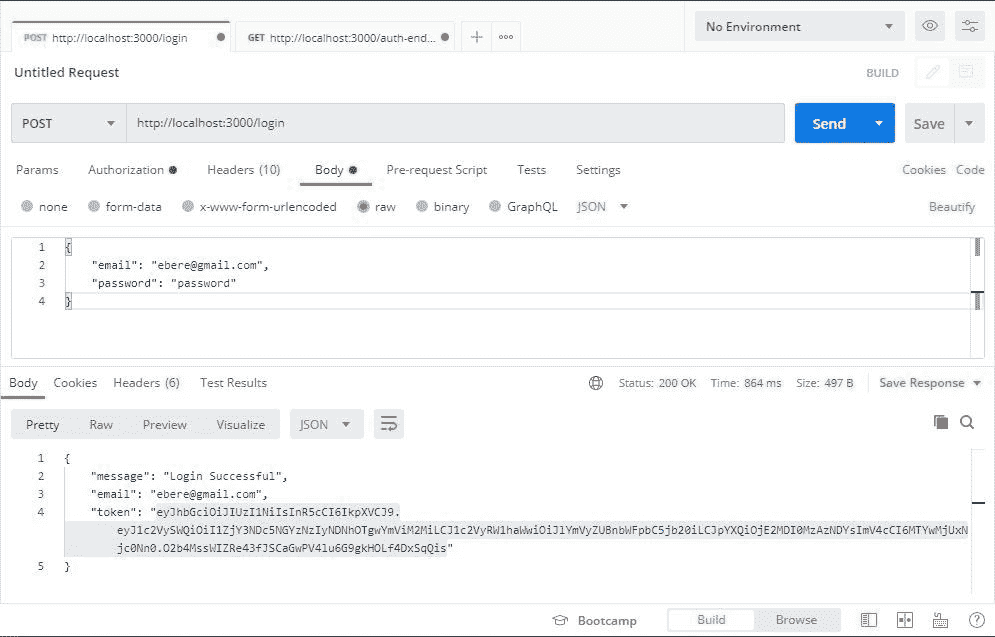 POST http://localhost:3000/login
GET http://localhost:3000/auth-end...
No Environment
Untitled Request
BUILD
POST
http://localhost:3000/login
Send
Save
Params Authorization Headers (10) Body Pre-request Script Tests Settings Cookies Code
none form-data x-www-form-urlencoded raw binary GraphQL JSON Beautify
1 {
2 "email": "ebere@gmail.com",
3 "password": "password"
4 }
Body Cookies Headers (6) Test Results Status: 200 OK Time: 864 ms Size: 497 B Save Response
Pretty Raw Preview Visualize JSON
1 {
2 "message": "Login Successful",
3 "email": "ebere@gmail.com",
4 "token": "eyJhbGciOiJIUzI1NiIsInR5cCI6IkpXVCJ9.
5 }
Bootcamp Build Browse